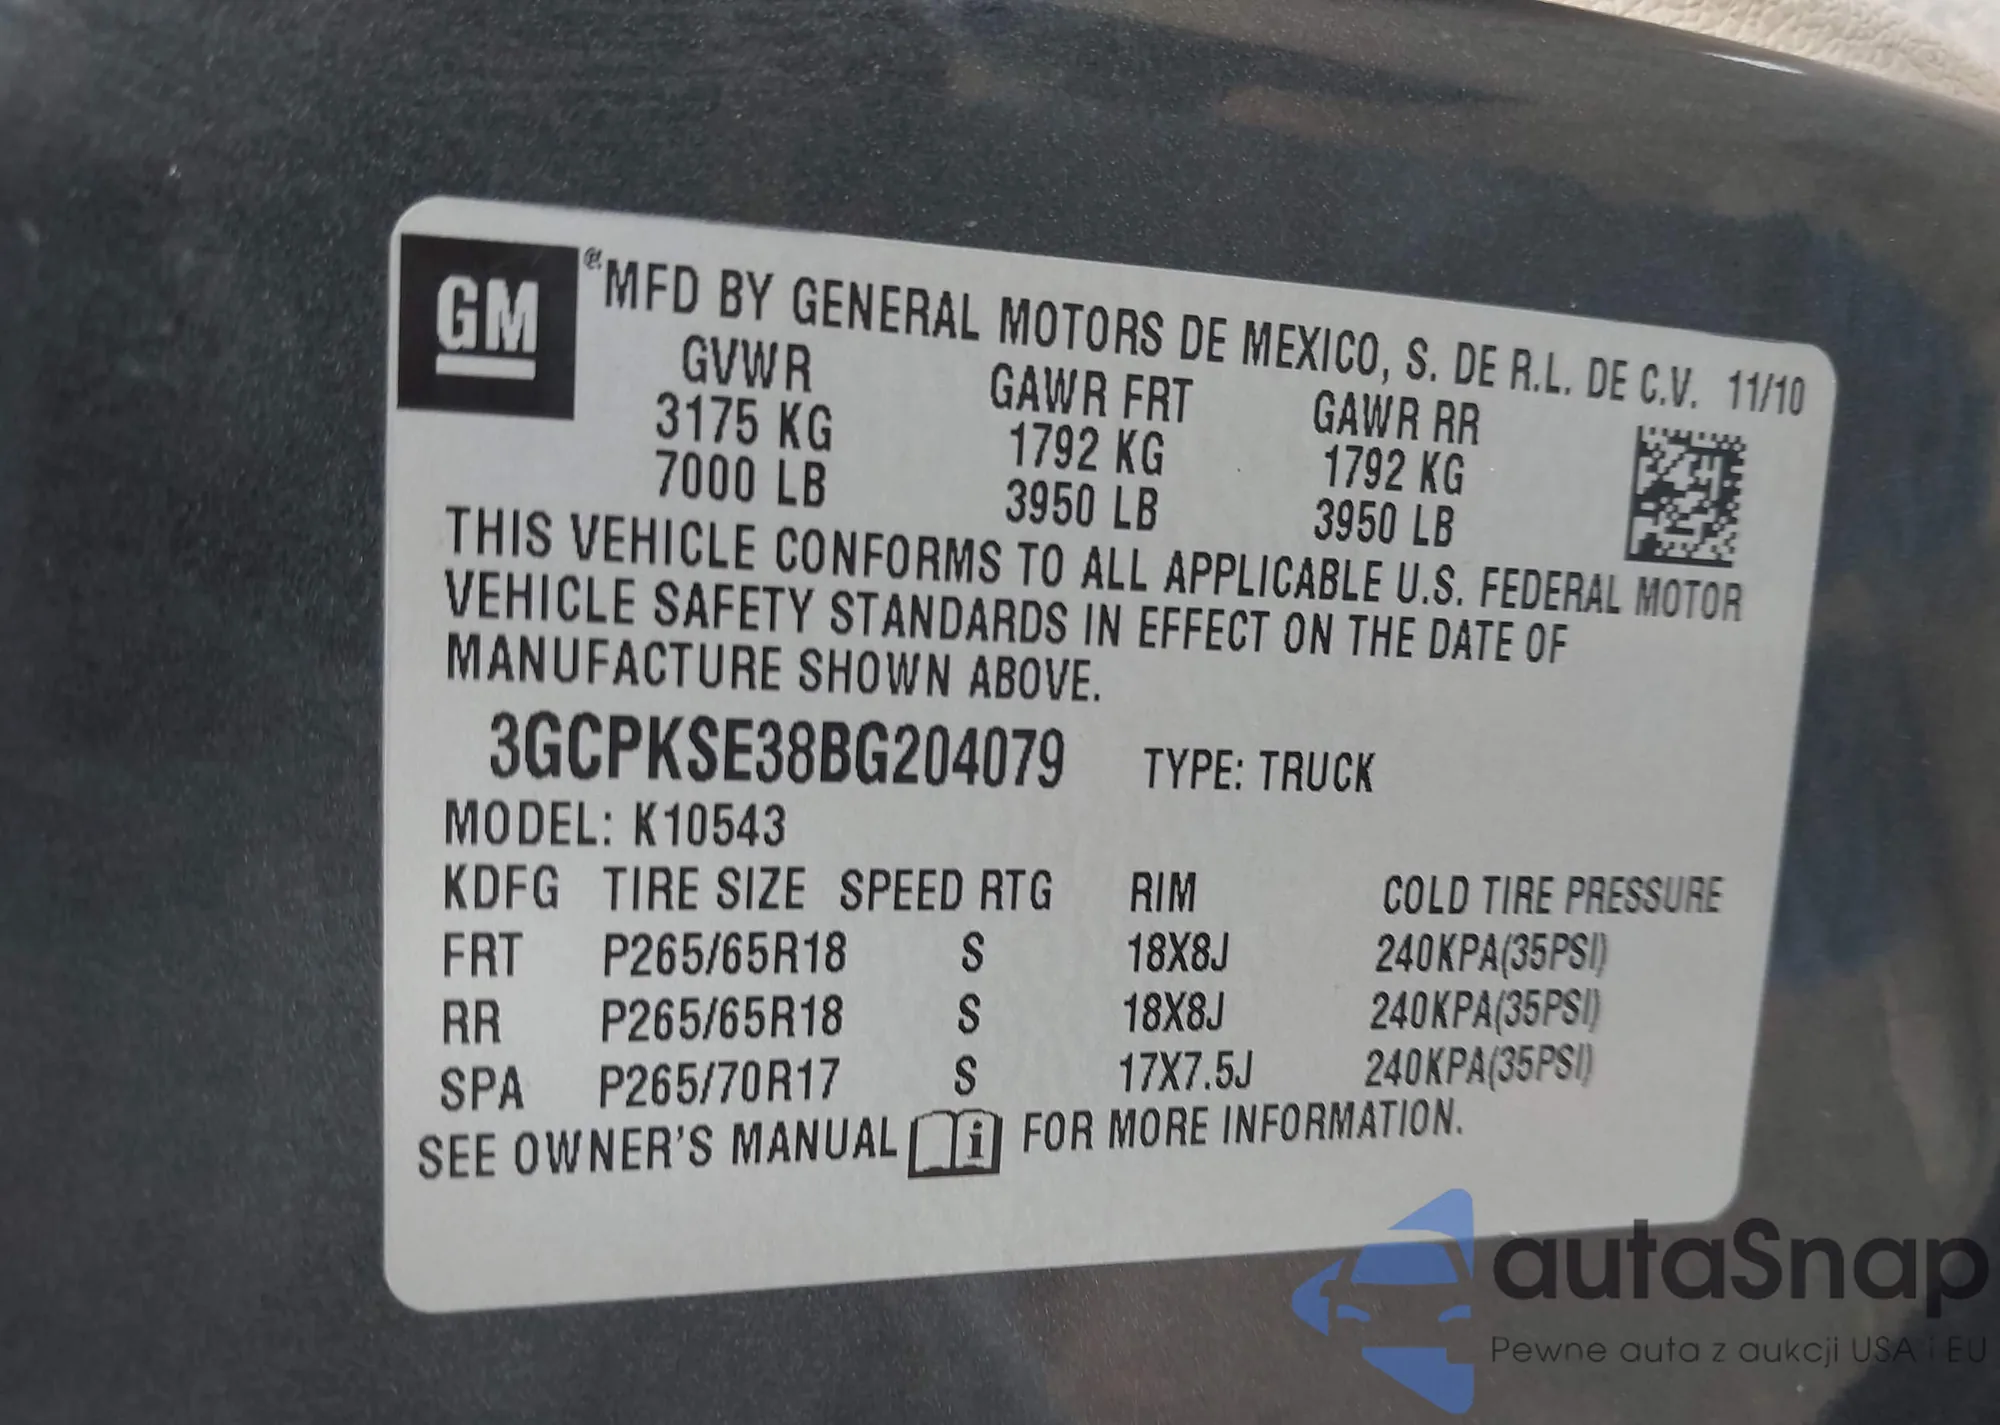 GM
® MFD BY GENERAL MOTORS DE MEXICO, S. DE R.L. DE C.V. 11/10
GVWR GAWR FRT GAWR RR
3175 KG 1792 KG 1792 KG
7000 LB 3950 LB 3950 LB
THIS VEHICLE CONFORMS TO ALL APPLICABLE U.S. FEDERAL MOTOR
VEHICLE SAFETY STANDARDS IN EFFECT ON THE DATE OF
MANUFACTURE SHOWN ABOVE.
3GCPKSE38BG204079 TYPE: TRUCK
MODEL: K10543
KDFG TIRE SIZE SPEED RTG RIM COLD TIRE PRESSURE
FRT P265/65R18 S 18X8J 240KPA(35PSI)
RR P265/65R18 S 18X8J 240KPA(35PSI)
SPA P265/70R17 S 17X7.5J 240KPA(35PSI)
SEE OWNER'S MANUAL i FOR MORE INFORMATION.
autaSnap
Pewne auta z aukcji USA i EU